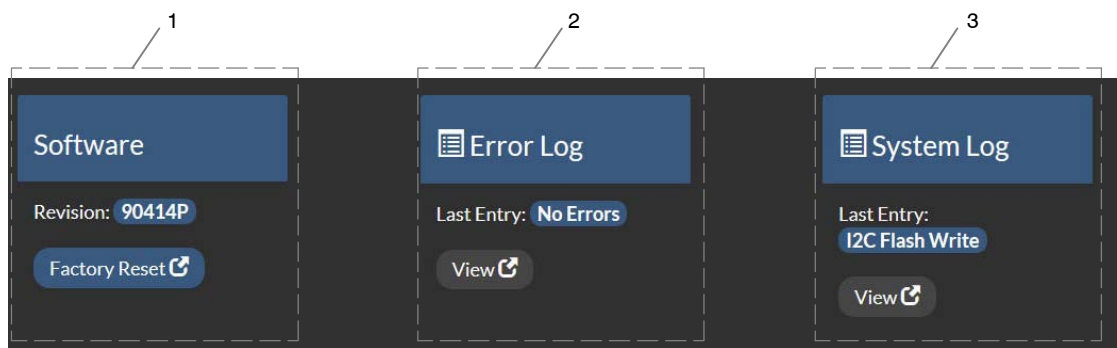 1
2
3
Software
Error Log
System Log
Revision: 90414P
Last Entry: No Errors
Last Entry:
I2C Flash Write
Factory Reset
View
View